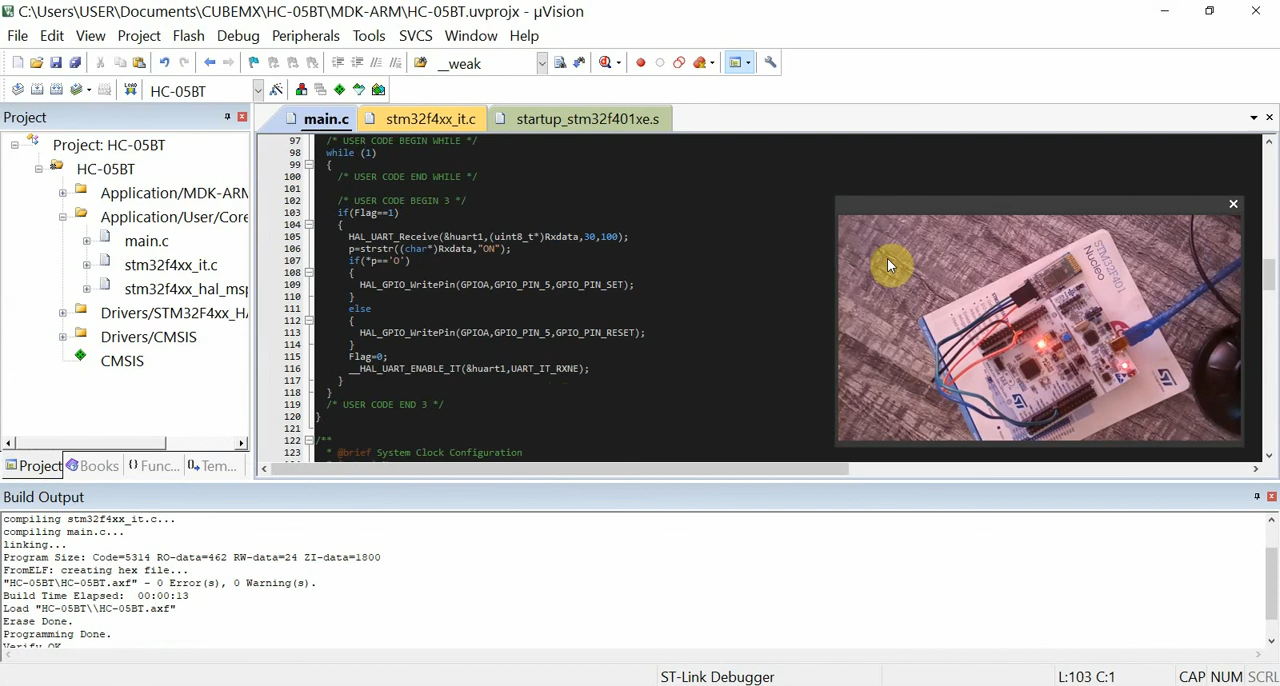 C:\Users\USER\Documents\CUBEMX\HC-05BT\MDK-ARM\HC-05BT.uvprojx - µVision
File Edit View Project Flash Debug Peripherals Tools SVCS Window Help
__weak
LOAD HC-05BT
Project
main.c stm32f4xx_it.c startup_stm32f401xe.s
Project: HC-05BT
HC-05BT
Application/MDK-ARM
Application/User/Core
main.c
stm32f4xx_it.c
stm32f4xx_hal_msp
Drivers/STM32F4xx_H
Drivers/CMSIS
CMSIS
Project Books {} Func... Tem...
97 /* USER CODE BEGIN WHILE */
98 while (1)
99 {
100 /* USER CODE END WHILE */
101
102 /* USER CODE BEGIN 3 */
103 if(Flag==1)
104 {
105 HAL_UART_Receive(&huart1,(uint8_t*)Rxdata,30,100);
106 p=strstr((char*)Rxdata,"ON");
107 if(*p=='O')
108 {
109 HAL_GPIO_WritePin(GPIOA,GPIO_PIN_5,GPIO_PIN_SET);
110 }
111 else
112 {
113 HAL_GPIO_WritePin(GPIOA,GPIO_PIN_5,GPIO_PIN_RESET);
114 }
115 Flag=0;
116 __HAL_UART_ENABLE_IT(&huart1,UART_IT_RXNE);
117 }
118 }
119 /* USER CODE END 3 */
120 }
121
122 /**
123 * @brief System Clock Configuration
STM32F401
Nucleo
ST
ST
Build Output
compiling stm32f4xx_it.c...
compiling main.c...
linking...
Program Size: Code=5314 RO-data=462 RW-data=24 ZI-data=1800
FromELF: creating hex file...
"HC-05BT\HC-05BT.axf" - 0 Error(s), 0 Warning(s).
Build Time Elapsed: 00:00:13
Load "HC-05BT\\HC-05BT.axf"
Erase Done.
Programming Done.
Verify OK.
ST-Link Debugger L:103 C:1 CAP NUM SCRL